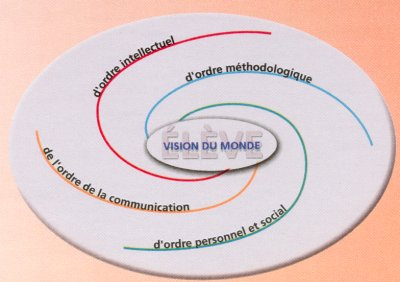 d'ordre intellectuel
d'ordre méthodologique
ÉLÈVE
VISION DU MONDE
de l'ordre de la communication
d'ordre personnel et social